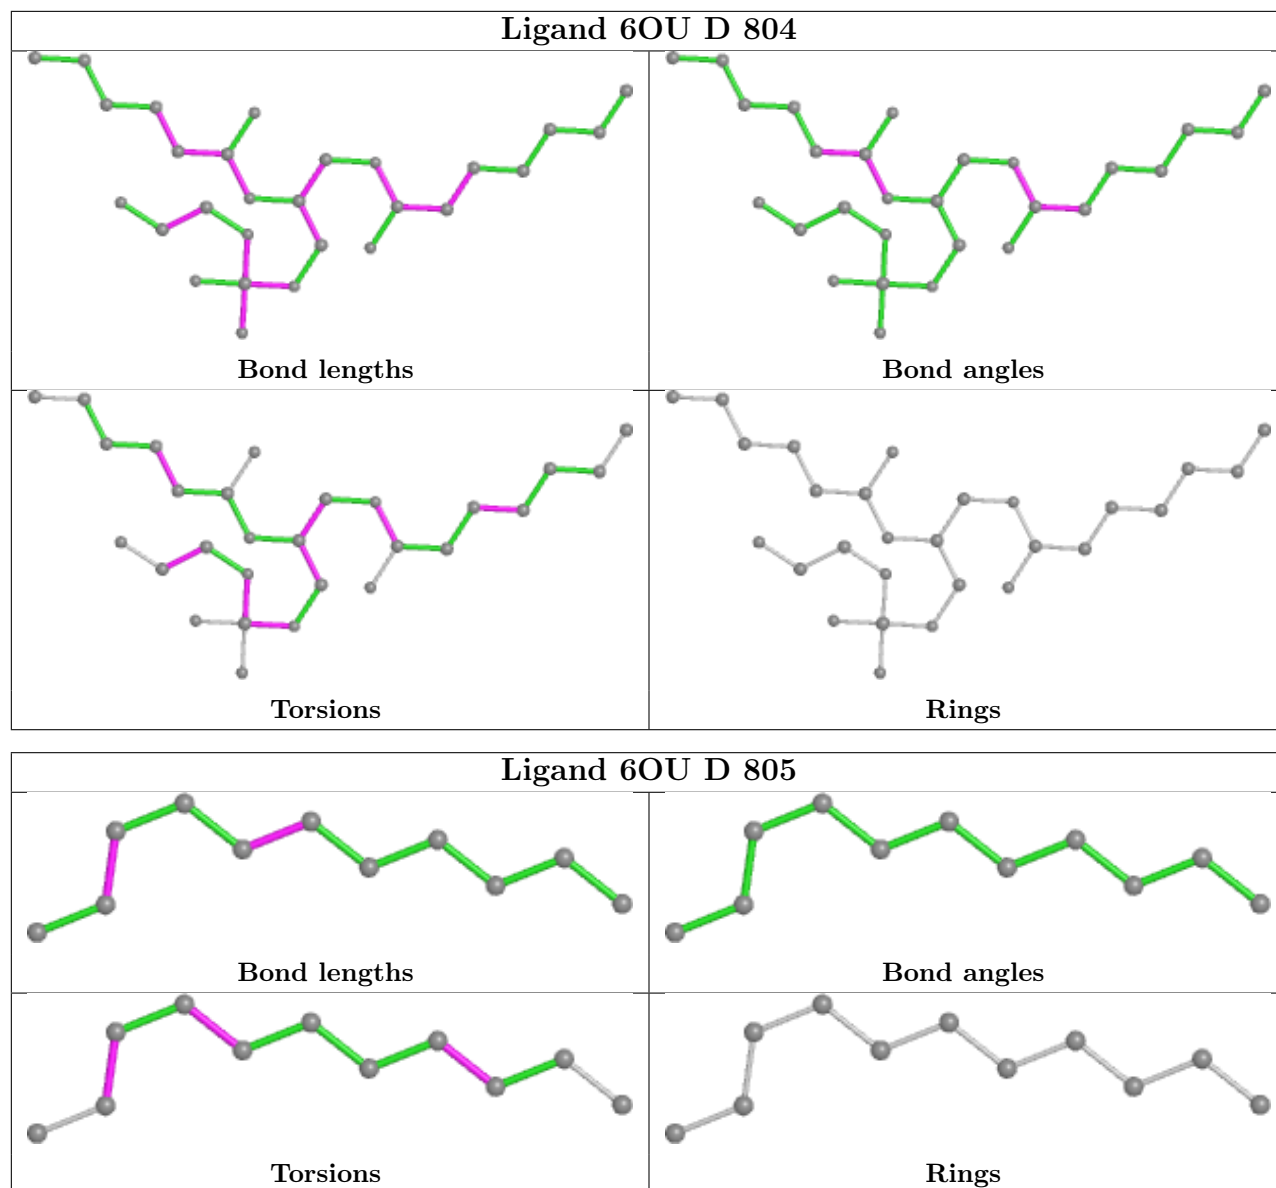 Ligand 6OU D 804
Bond lengths
Bond angles
Torsions
Rings
Ligand 6OU D 805
Bond lengths
Bond angles
Torsions
Rings